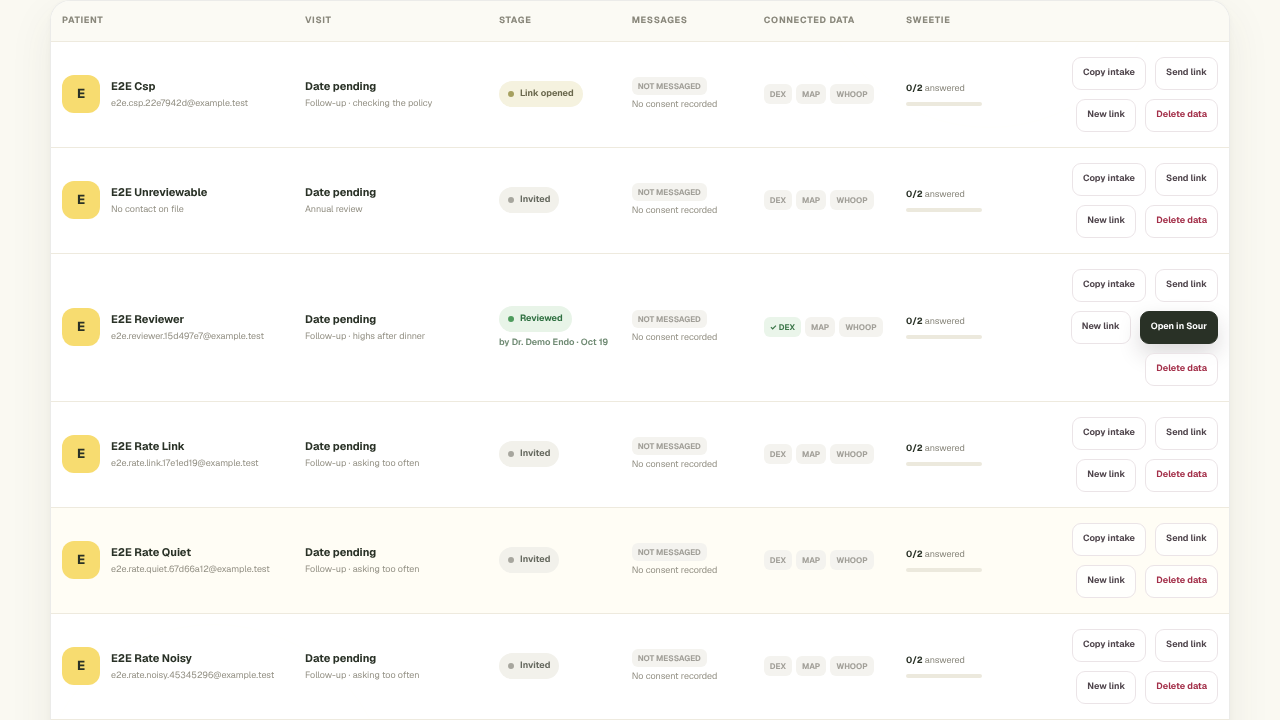 PATIENT VISIT STAGE MESSAGES CONNECTED DATA SWEETIE
E
E2E Csp
e2e.csp.22e7942d@example.test
Date pending
Follow-up · checking the policy
Link opened
NOT MESSAGED
No consent recorded
DEX MAP WHOOP
0/2 answered
Copy intake Send link
New link Delete data
E
E2E Unreviewable
No contact on file
Date pending
Annual review
Invited
NOT MESSAGED
No consent recorded
DEX MAP WHOOP
0/2 answered
Copy intake Send link
New link Delete data
E
E2E Reviewer
e2e.reviewer.15d497e7@example.test
Date pending
Follow-up · highs after dinner
Reviewed
by Dr. Demo Endo · Oct 19
NOT MESSAGED
No consent recorded
✓ DEX MAP WHOOP
0/2 answered
Copy intake Send link
New link Open in Sour
Delete data
E
E2E Rate Link
e2e.rate.link.17e1ed19@example.test
Date pending
Follow-up · asking too often
Invited
NOT MESSAGED
No consent recorded
DEX MAP WHOOP
0/2 answered
Copy intake Send link
New link Delete data
E
E2E Rate Quiet
e2e.rate.quiet.67d66a12@example.test
Date pending
Follow-up · asking too often
Invited
NOT MESSAGED
No consent recorded
DEX MAP WHOOP
0/2 answered
Copy intake Send link
New link Delete data
E
E2E Rate Noisy
e2e.rate.noisy.45345296@example.test
Date pending
Follow-up · asking too often
Invited
NOT MESSAGED
No consent recorded
DEX MAP WHOOP
0/2 answered
Copy intake Send link
New link Delete data